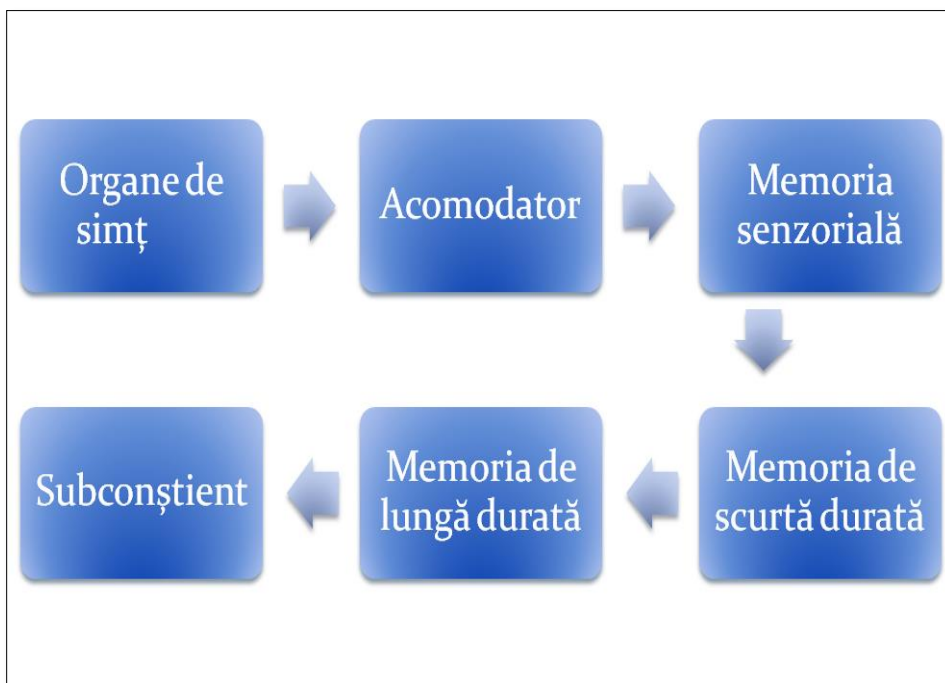 Organe de
simț
Acomodator
Memoria
senzorială
Memoria de
scurtă durată
Memoria de
lungă durată
Subconștient